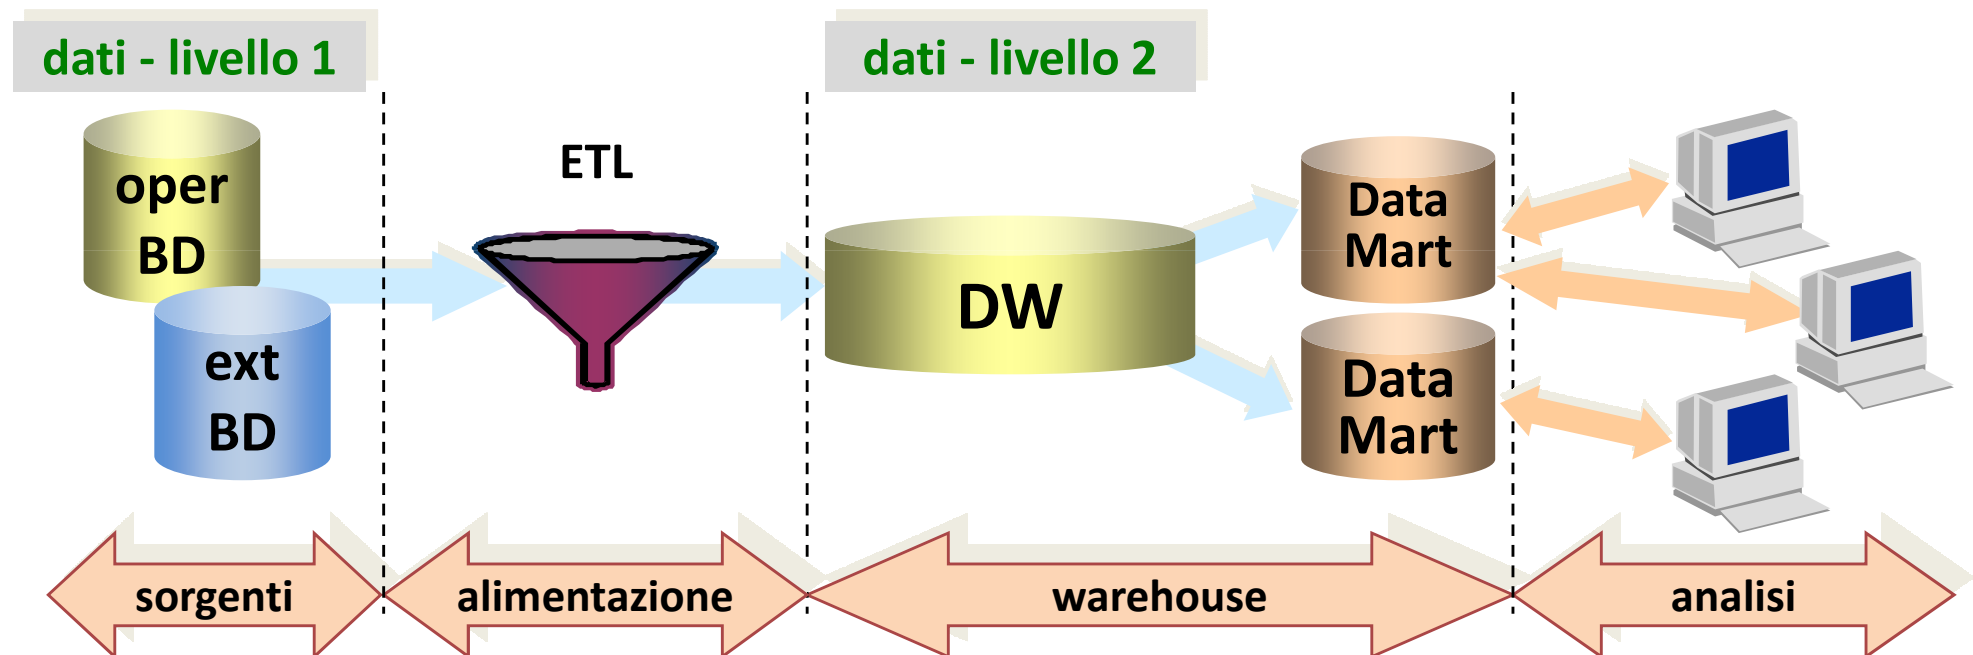 dati - livello 1
dati - livello 2
oper
BD
ext
BD
ETL
DW
Data
Mart
Data
Mart
sorgenti
alimentazione
warehouse
analisi